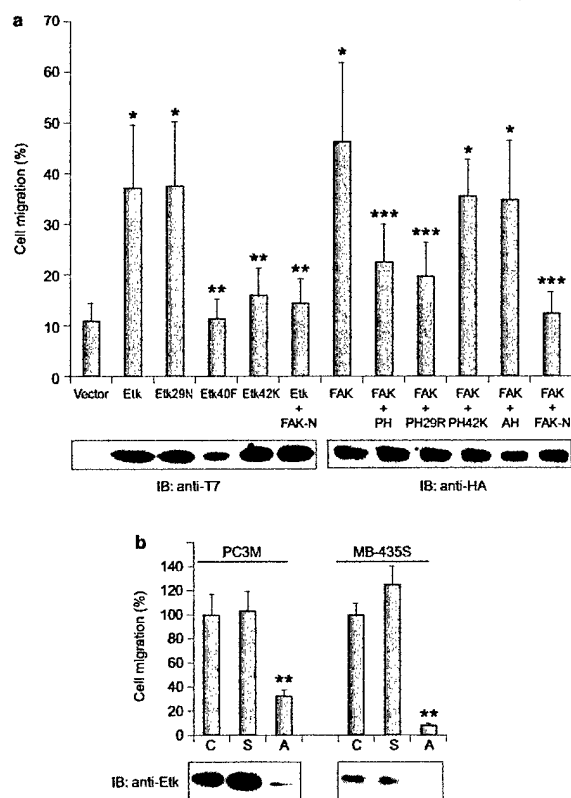 a
70
60
50
40
30
20
10
0
Cell migration (%)
* * ** ** ** * *** *** * * ***
Vector Etk Etk29N Etk40F Etk42K Etk + FAK-N FAK FAK + PH FAK + PH29R FAK + PH42K FAK + AH FAK + FAK-N
IB: anti-T7 IB: anti-HA
b
PC3M MB-435S
140
120
100
80
60
40
20
0
Cell migration (%)
** **
C S A C S A
IB: anti-Etk